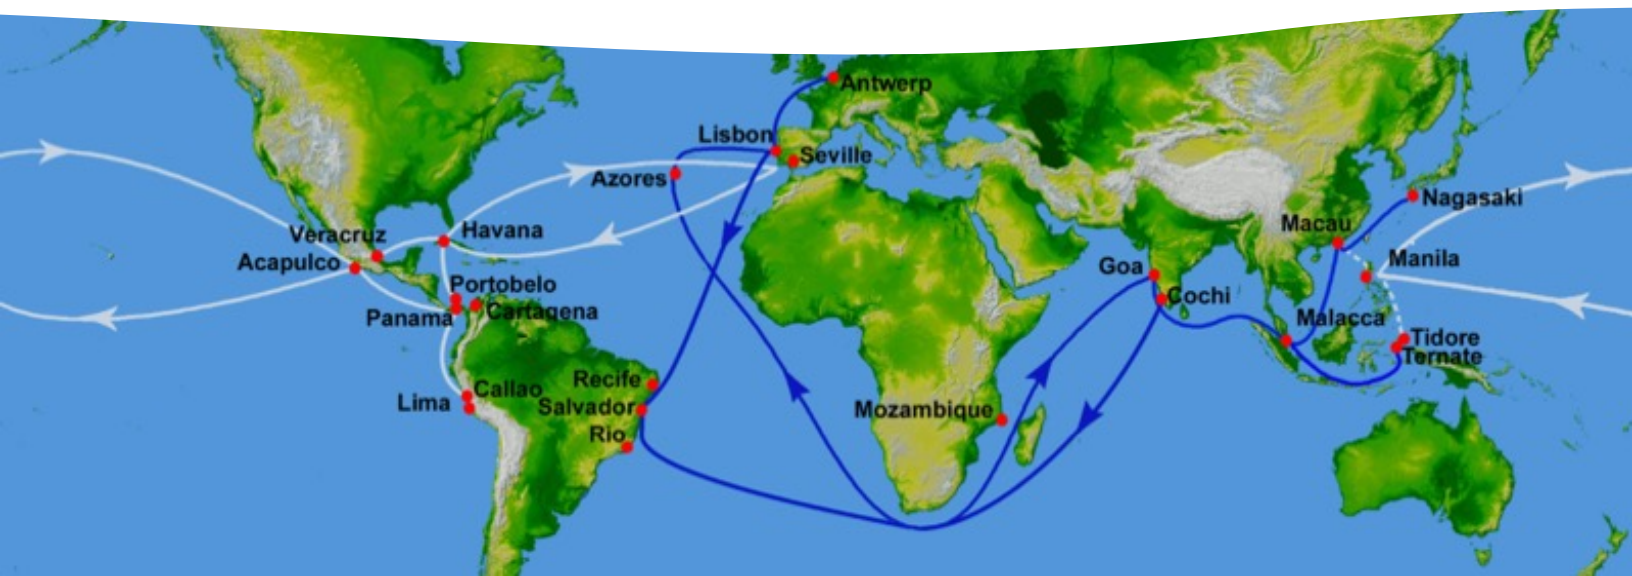 Antwerp
Lisbon
Seville
Azores
Nagasaki
Macau
Havana
Veracruz
Acapulco
Manila
Goa
Cochi
Portobelo
Panama
Cartagena
Malacca
Tidore
Ternate
Recife
Callao
Lima
Salvador
Mozambique
Rio